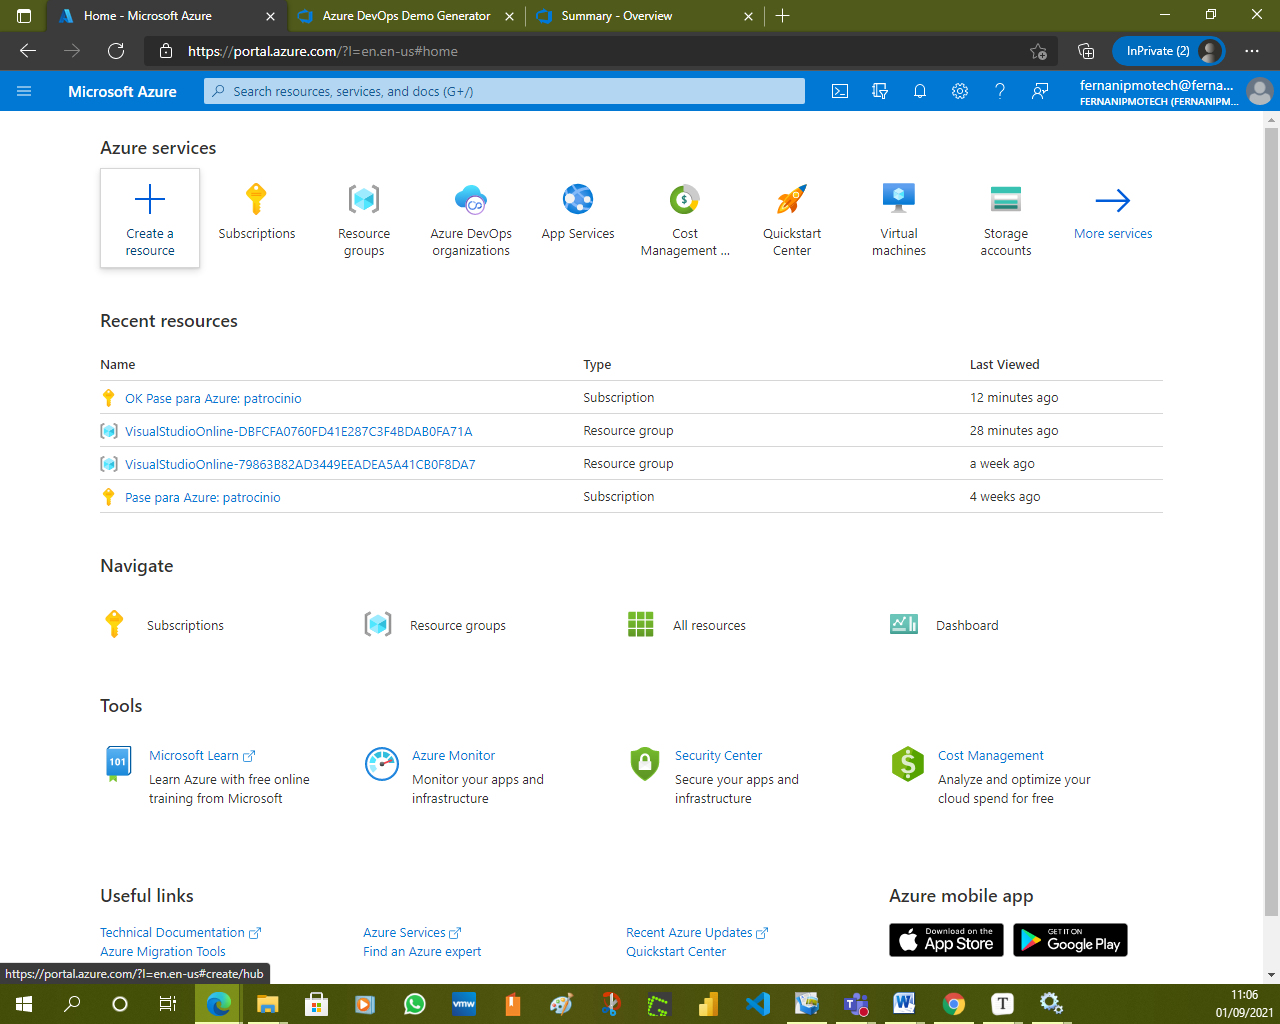 Home - Microsoft Azure
Azure DevOps Demo Generator
Summary - Overview
https://portal.azure.com/?l=en.en-us#home
InPrivate (2)
Microsoft Azure
Search resources, services, and docs (G+/)
fernanipmotech@ferna...
FERNANIPMOTECH (FERNANIPM...
Azure services
Create a resource
Subscriptions
Resource groups
Azure DevOps organizations
App Services
Cost Management ...
Quickstart Center
Virtual machines
Storage accounts
More services
Recent resources
Name Type Last Viewed
OK Pase para Azure: patrocinio Subscription 12 minutes ago
VisualStudioOnline-DBFCFA0760FD41E287C3F4BDAB0FA71A Resource group 28 minutes ago
VisualStudioOnline-79863B82AD3449EEADEA5A41CB0F8DA7 Resource group a week ago
Pase para Azure: patrocinio Subscription 4 weeks ago
Navigate
Subscriptions
Resource groups
All resources
Dashboard
Tools
101
Microsoft Learn
Learn Azure with free online
training from Microsoft
Azure Monitor
Monitor your apps and
infrastructure
Security Center
Secure your apps and
infrastructure
Cost Management
Analyze and optimize your
cloud spend for free
Useful links
Technical Documentation
Azure Migration Tools
Azure Services
Find an Azure expert
Recent Azure Updates
Quickstart Center
Azure mobile app
Download on the
App Store
GET IT ON
Google Play
https://portal.azure.com/?l=en.en-us#create/hub
vmw
11:06
01/09/2021